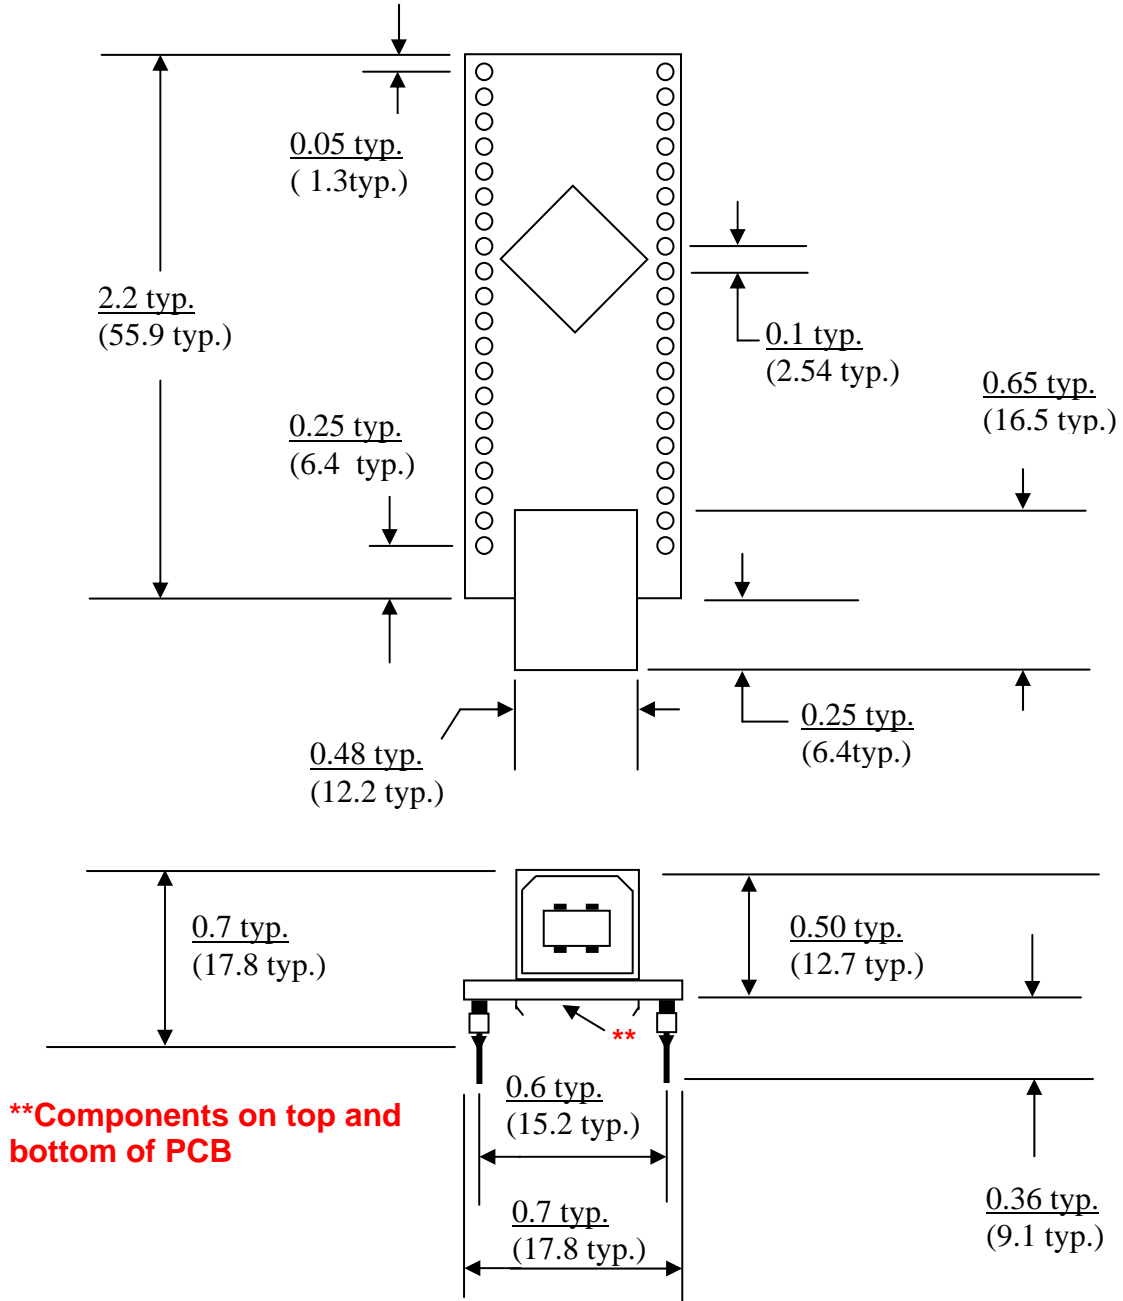 0.05 typ.
( 1.3typ.)
2.2 typ.
(55.9 typ.)
0.1 typ.
(2.54 typ.)
0.65 typ.
(16.5 typ.)
0.25 typ.
(6.4 typ.)
0.25 typ.
(6.4typ.)
0.48 typ.
(12.2 typ.)
0.7 typ.
(17.8 typ.)
0.50 typ.
(12.7 typ.)
**
0.6 typ.
(15.2 typ.)
**Components on top and
bottom of PCB
0.36 typ.
(9.1 typ.)
0.7 typ.
(17.8 typ.)